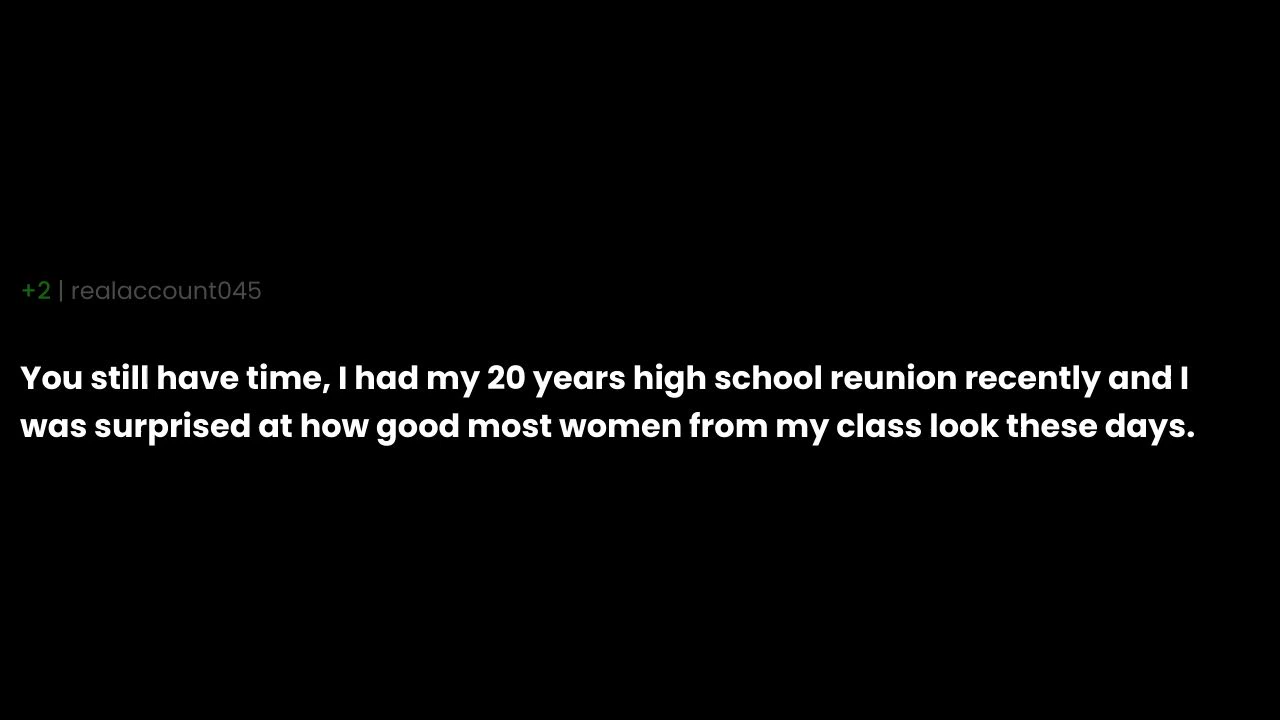 +2 | realaccount045
You still have time, I had my 20 years high school reunion recently and I
was surprised at how good most women from my class look these days.